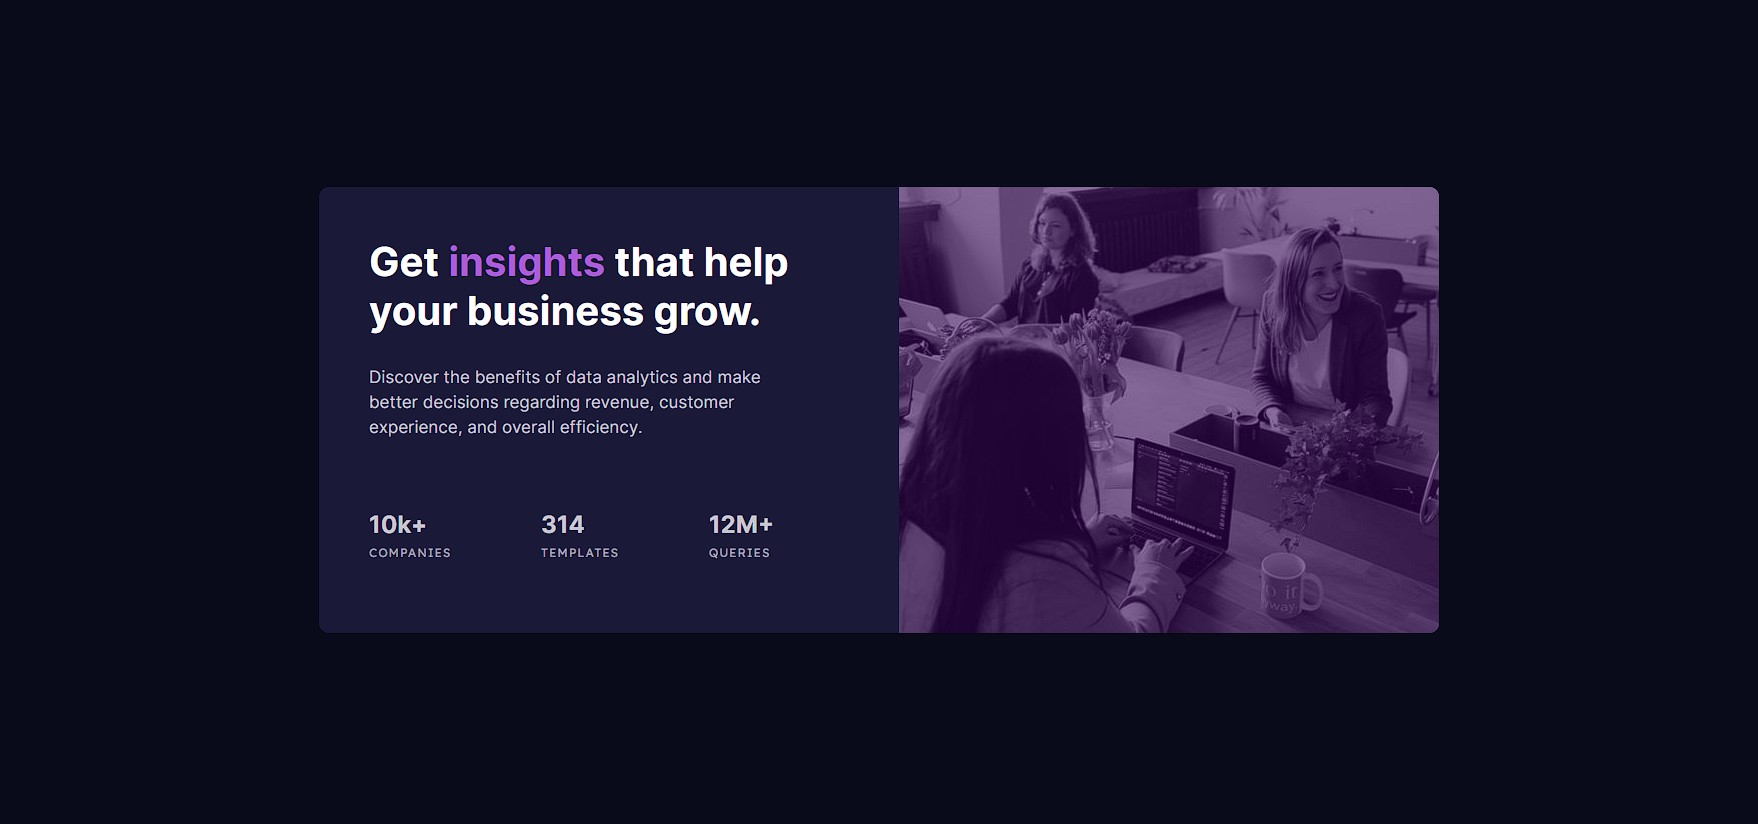 Get insights that help
your business grow.
Discover the benefits of data analytics and make
better decisions regarding revenue, customer
experience, and overall efficiency.
10k+ 314 12M+
COMPANIES TEMPLATES QUERIES
it